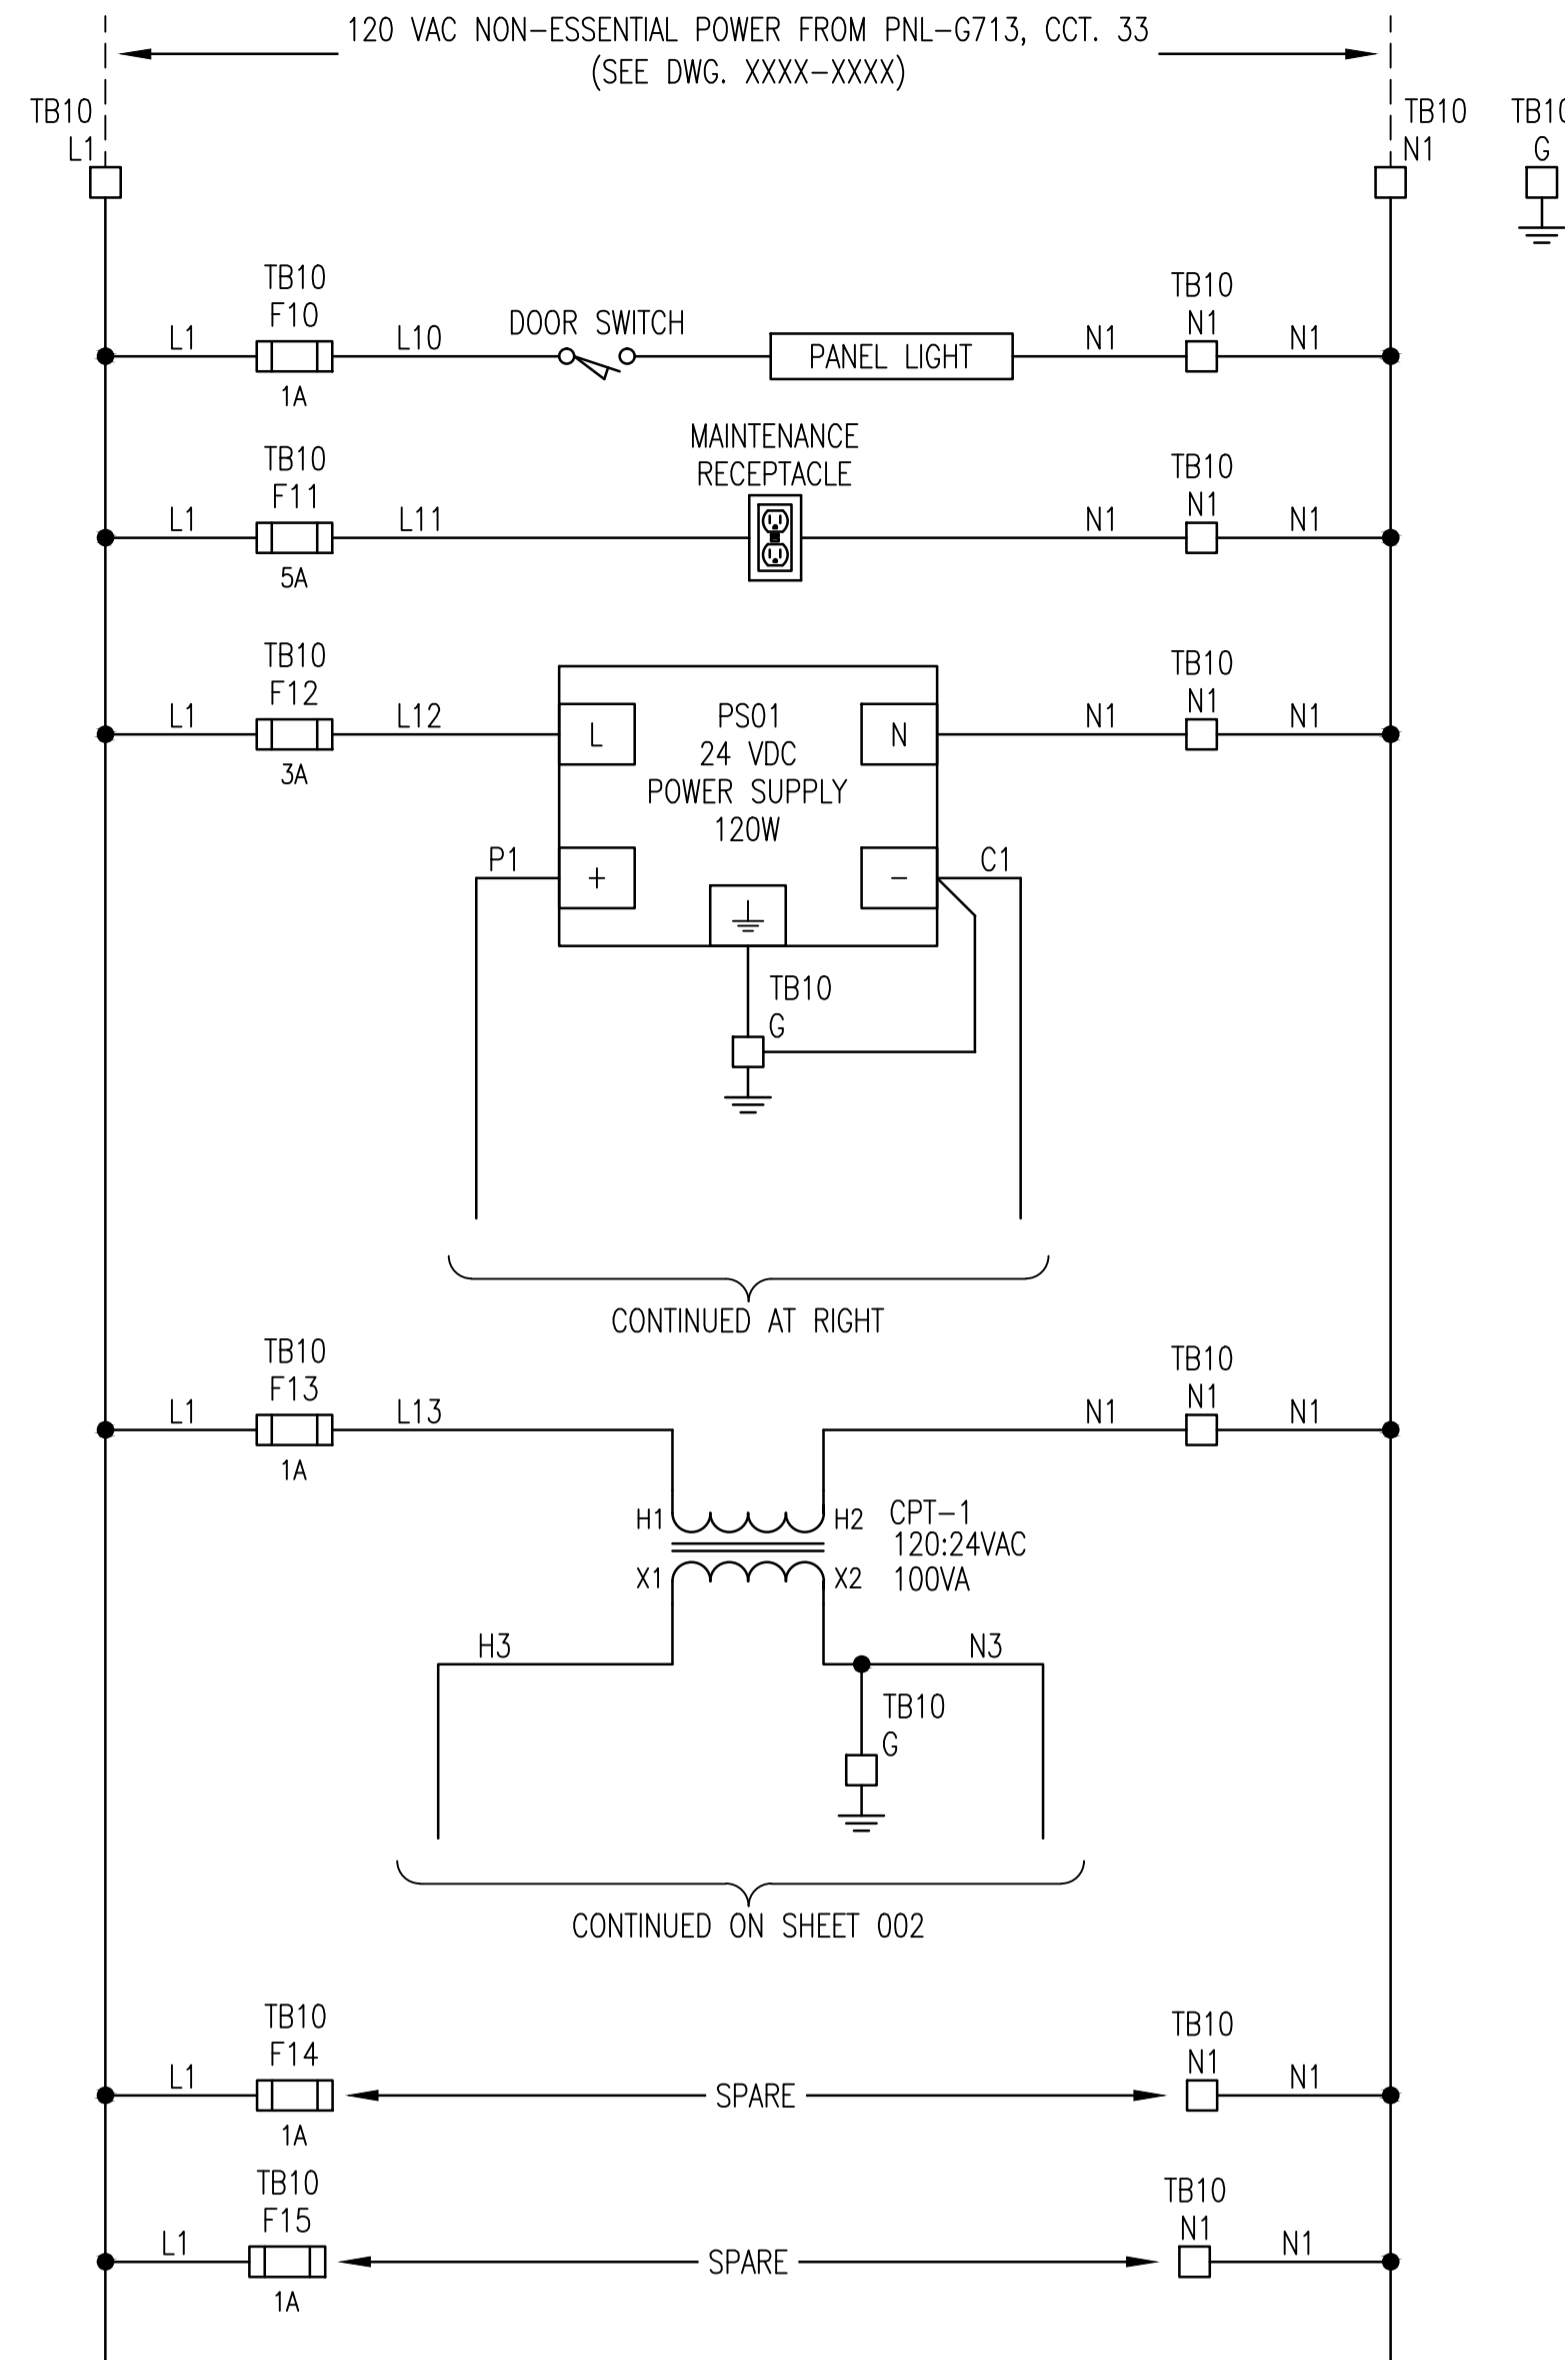 120 VAC NON-ESSENTIAL POWER FROM PNL-G713, CCT. 33
(SEE DWG. XXXX-XXXX)
TB10
L1
TB10
N1
TB10
G
TB10
F10
L1
L10
1A
DOOR SWITCH
PANEL LIGHT
N1
TB10
N1
N1
TB10
F11
L1
L11
5A
MAINTENANCE
RECEPTACLE
N1
TB10
N1
N1
TB10
F12
L1
L12
3A
L
PS01
24 VDC
POWER SUPPLY
120W
N
P1
+
-
C1
TB10
G
N1
TB10
N1
N1
CONTINUED AT RIGHT
TB10
F13
L1
L13
1A
N1
TB10
N1
N1
H1
H2
CPT-1
120:24VAC
100VA
X1
X2
H3
N3
TB10
G
CONTINUED ON SHEET 002
TB10
F14
L1
1A
SPARE
TB10
N1
N1
TB10
F15
L1
1A
SPARE
TB10
N1
N1